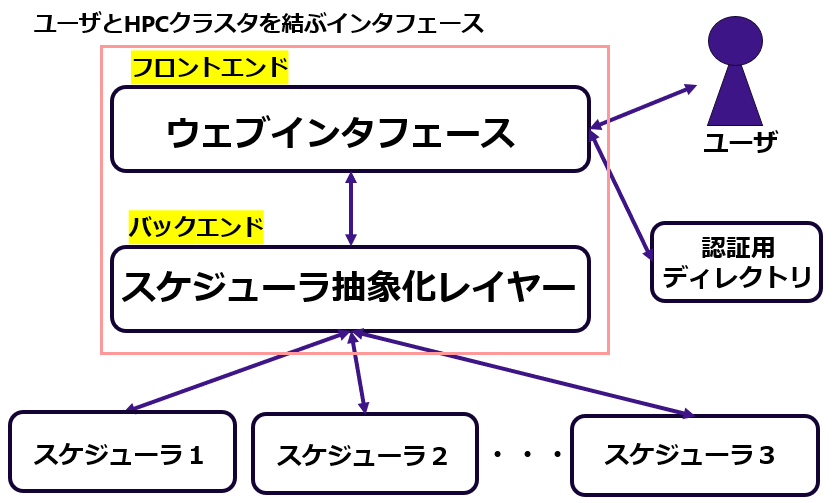 ユーザとHPCクラスタを結ぶインタフェース
フロントエンド
ウェブインタフェース
ユーザ
バックエンド
スケジューラ抽象化レイヤー
認証用
ディレクトリ
スケジューラ１
スケジューラ２
・・・
スケジューラ３